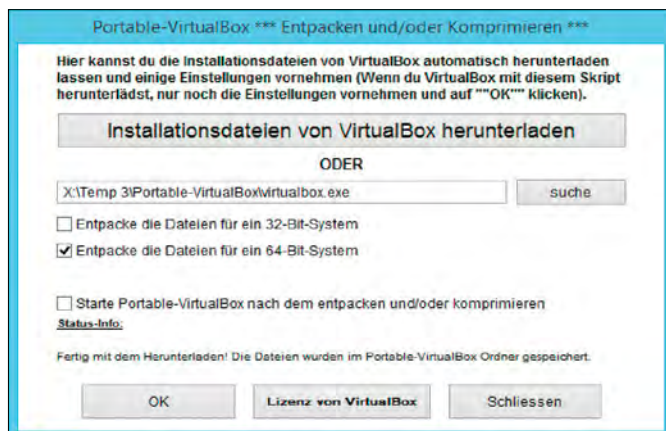 Portable-VirtualBox *** Entpacken und/oder Komprimieren ***
Hier kannst du die Installationsdateien von VirtualBox automatisch herunterladen
lassen und einige Einstellungen vornehmen (Wenn du VirtualBox mit diesem Skript
herunterlädst, nur noch die Einstellungen vornehmen und auf ""OK"" klicken).
Installationsdateien von VirtualBox herunterladen
ODER
X:\Temp 3\Portable-VirtualBox\virtualbox.exe
suche
Entpacke die Dateien für ein 32-Bit-System
Entpacke die Dateien für ein 64-Bit-System
Starte Portable-VirtualBox nach dem entpacken und/oder komprimieren
Status-Info:
Fertig mit dem Herunterladen! Die Dateien wurden im Portable-VirtualBox Ordner gespeichert.
OK
Lizenz von VirtualBox
Schliessen